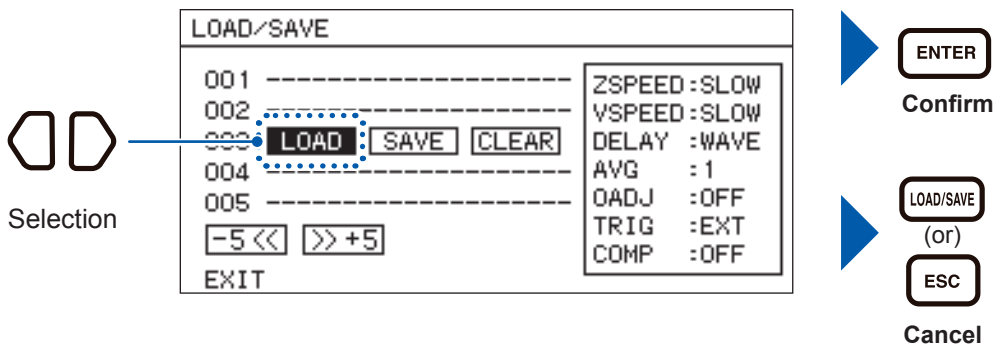 LOAD/SAVE
001 --------------------
002 --------------------
003 LOAD SAVE CLEAR
004 --------------------
005 --------------------
-5 << >> +5
EXIT
ZSPEED :SLOW
VSPEED :SLOW
DELAY :WAVE
AVG :1
OADJ :OFF
TRIG :EXT
COMP :OFF
Selection
ENTER
Confirm
LOAD/SAVE
(or)
ESC
Cancel